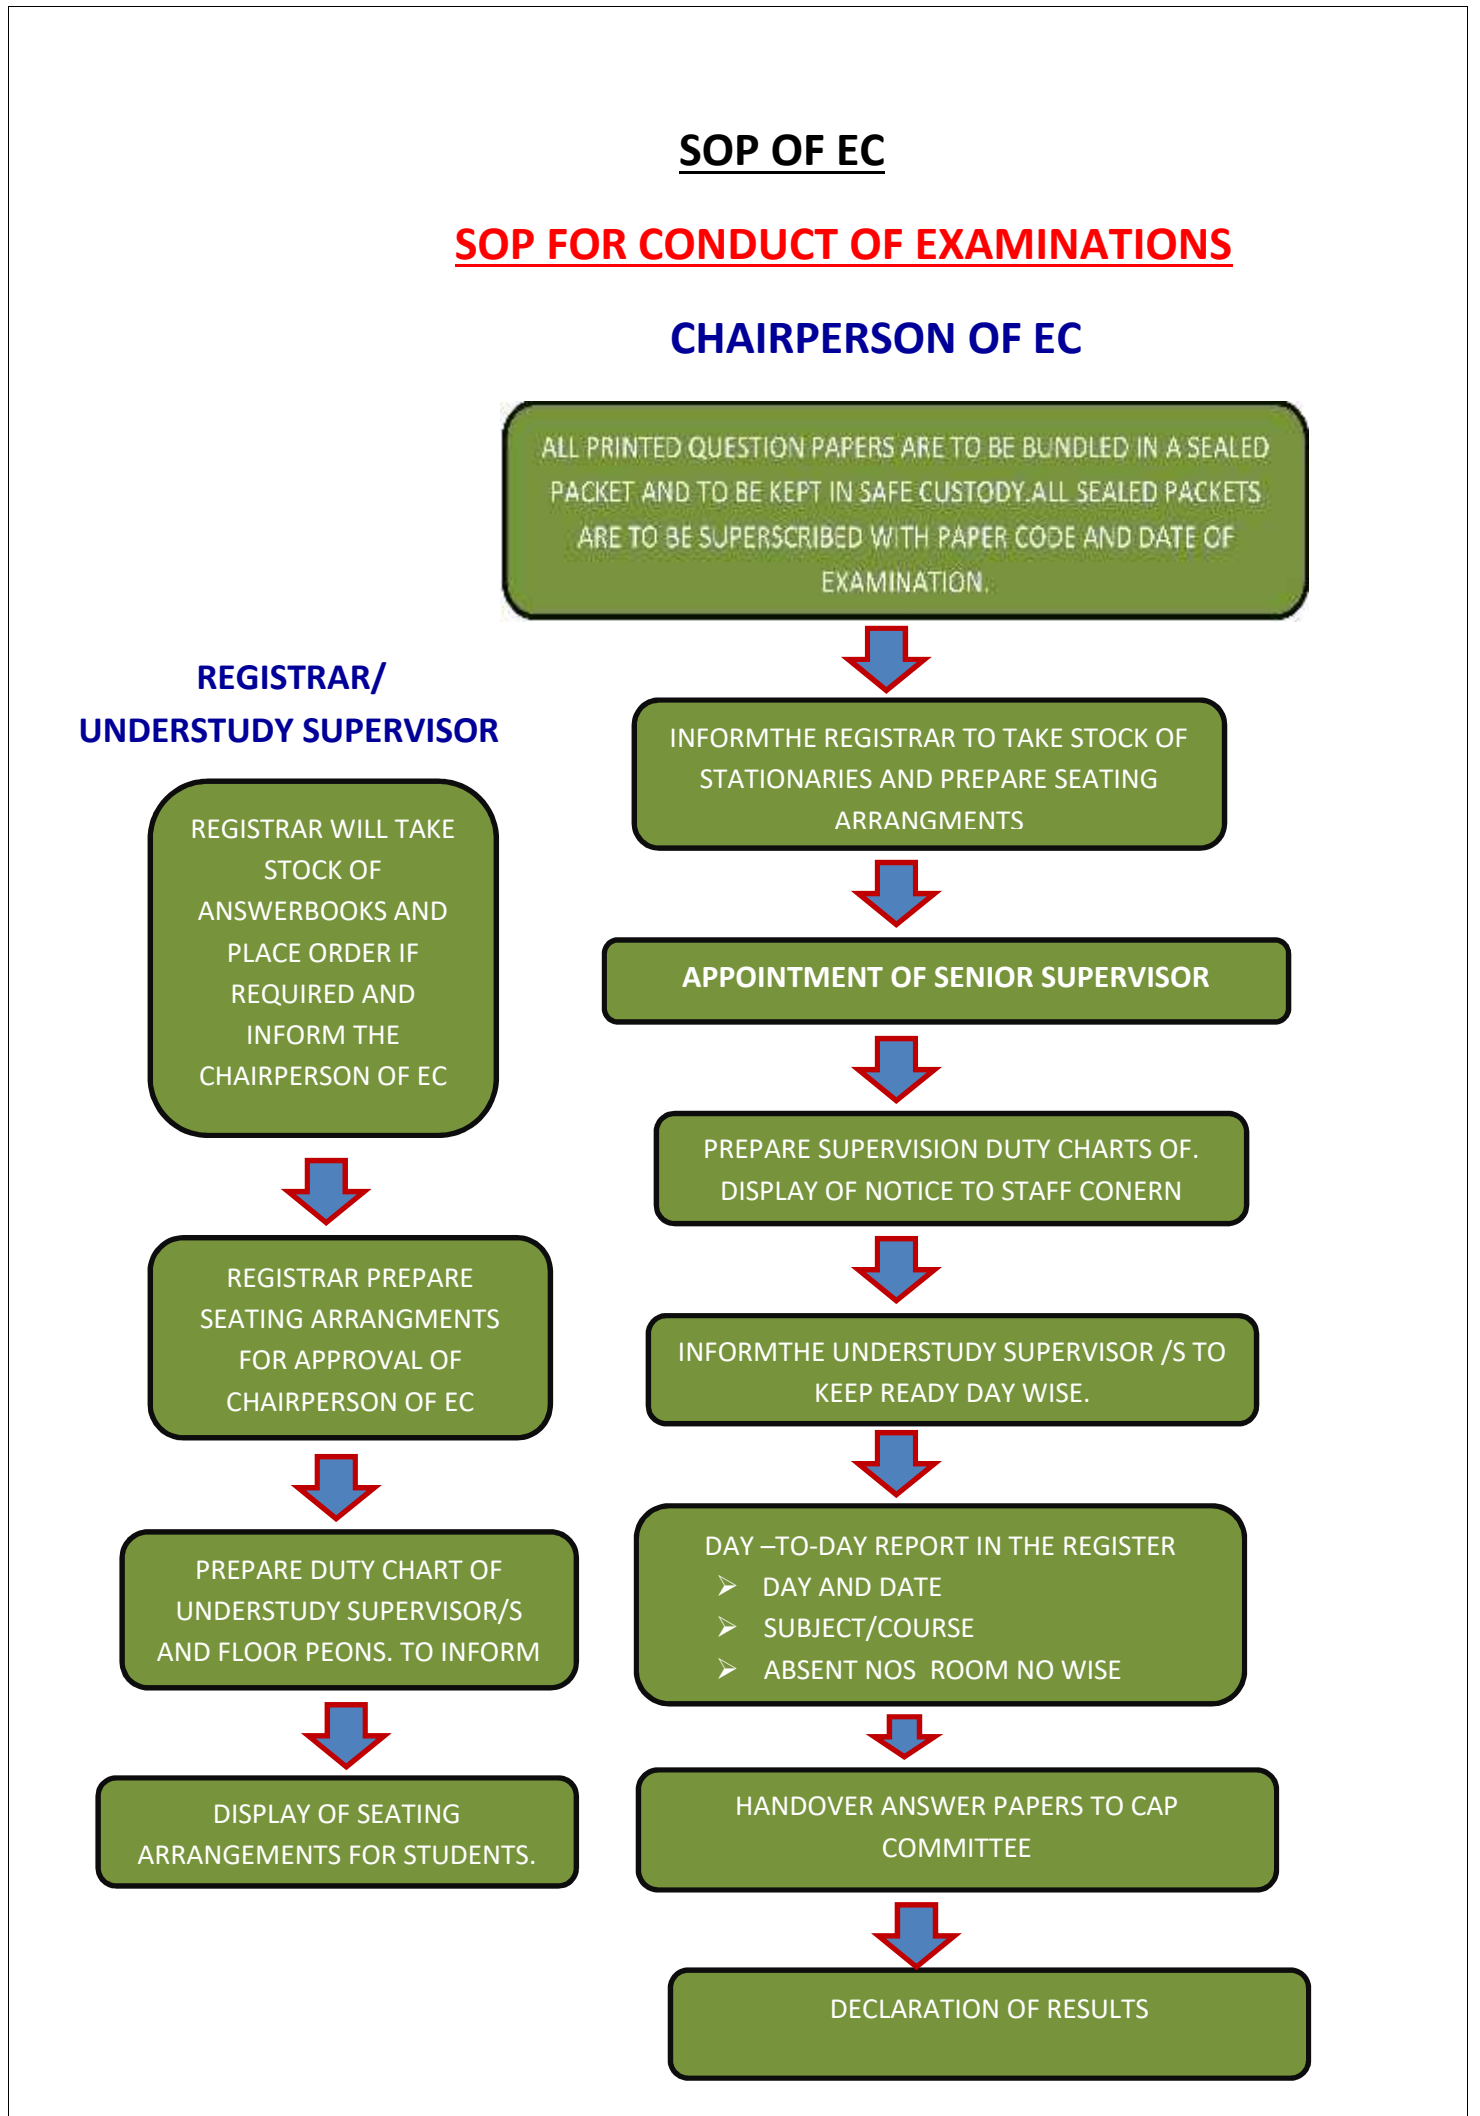 SOP OF EC
SOP FOR CONDUCT OF EXAMINATIONS
CHAIRPERSON OF EC
ALL PRINTED QUESTION PAPERS ARE TO BE BUNDLED IN A SEALED
PACKET AND TO BE KEPT IN SAFE CUSTODY.ALL SEALED PACKETS
ARE TO BE SUPERSCRIBED WITH PAPER CODE AND DATE OF
EXAMINATION.
INFORMTHE REGISTRAR TO TAKE STOCK OF
STATIONARIES AND PREPARE SEATING
ARRANGMENTS
APPOINTMENT OF SENIOR SUPERVISOR
PREPARE SUPERVISION DUTY CHARTS OF.
DISPLAY OF NOTICE TO STAFF CONERN
INFORMTHE UNDERSTUDY SUPERVISOR /S TO
KEEP READY DAY WISE.
DAY –TO-DAY REPORT IN THE REGISTER
➢ DAY AND DATE
➢ SUBJECT/COURSE
➢ ABSENT NOS  ROOM NO WISE
HANDOVER ANSWER PAPERS TO CAP
COMMITTEE
DECLARATION OF RESULTS
REGISTRAR/
UNDERSTUDY SUPERVISOR
REGISTRAR WILL TAKE
STOCK OF
ANSWERBOOKS AND
PLACE ORDER IF
REQUIRED AND
INFORM THE
CHAIRPERSON OF EC
REGISTRAR PREPARE
SEATING ARRANGMENTS
FOR APPROVAL OF
CHAIRPERSON OF EC
PREPARE DUTY CHART OF
UNDERSTUDY SUPERVISOR/S
AND FLOOR PEONS. TO INFORM
DISPLAY OF SEATING
ARRANGEMENTS FOR STUDENTS.